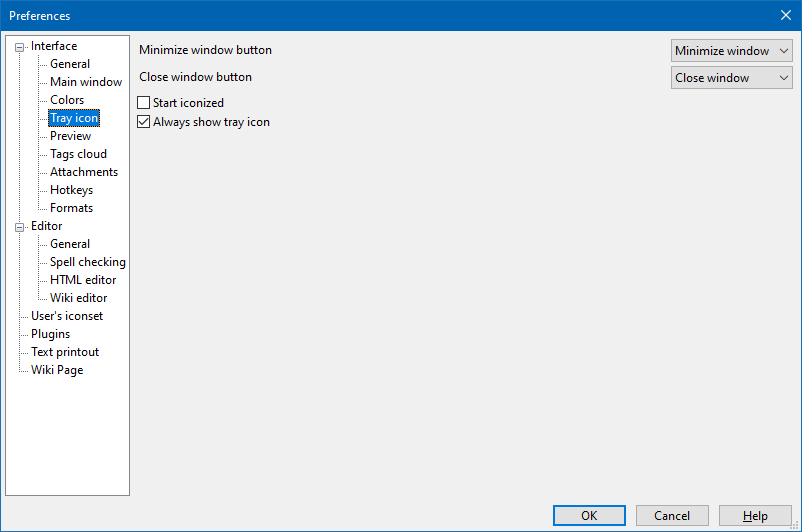 Preferences
Interface
General
Main window
Colors
Tray icon
Preview
Tags cloud
Attachments
Hotkeys
Formats
Editor
General
Spell checking
HTML editor
Wiki editor
User's iconset
Plugins
Text printout
Wiki Page
Minimize window button Minimize window
Close window button Close window
Start iconized
Always show tray icon
OK Cancel Help